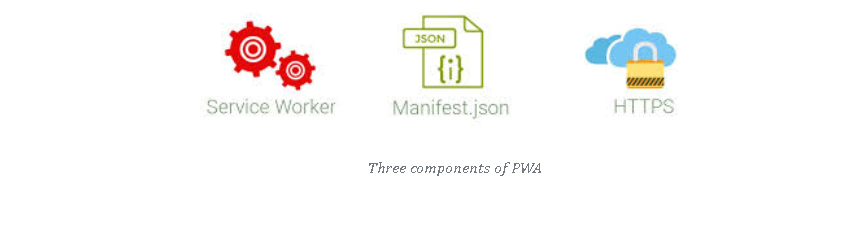 JSON
{i}
Service Worker
Manifest.json
HTTPS
Three components of PWA